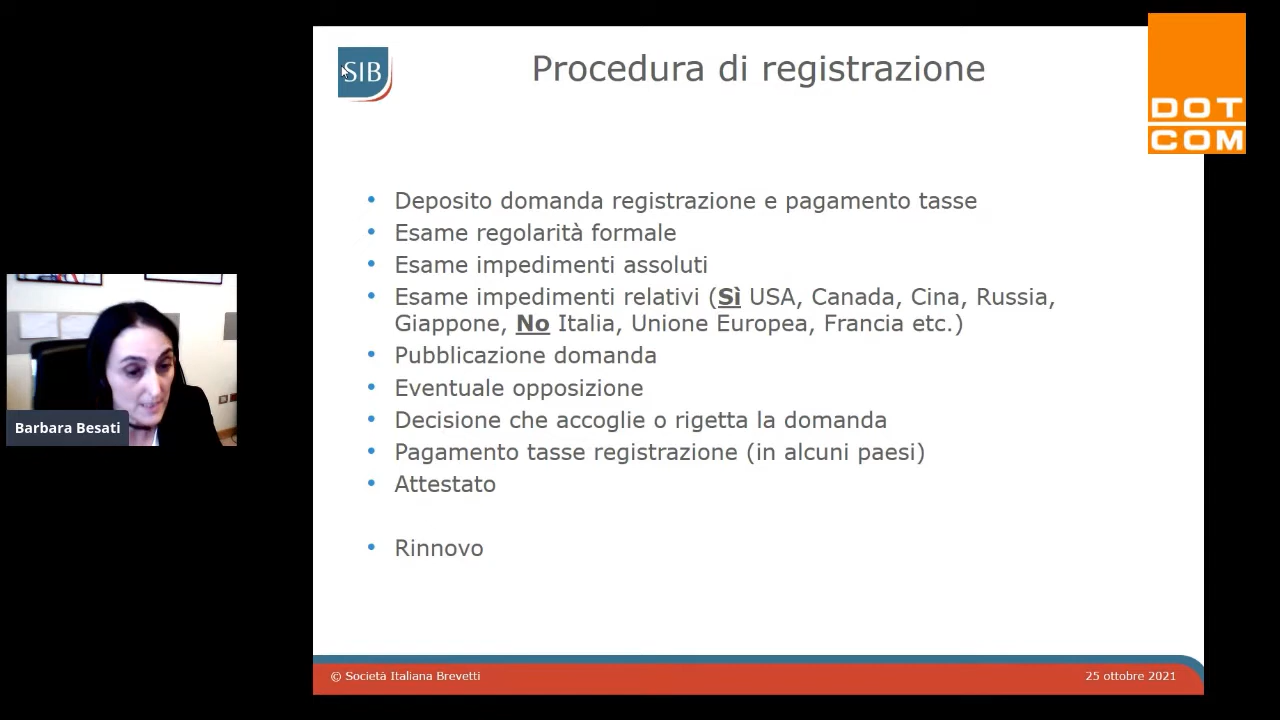 SIB
Procedura di registrazione
DOT
COM
• Deposito domanda registrazione e pagamento tasse
• Esame regolarità formale
• Esame impedimenti assoluti
• Esame impedimenti relativi (Sì USA, Canada, Cina, Russia,
Giappone, No Italia, Unione Europea, Francia etc.)
• Pubblicazione domanda
• Eventuale opposizione
• Decisione che accoglie o rigetta la domanda
• Pagamento tasse registrazione (in alcuni paesi)
• Attestato
• Rinnovo
Barbara Besati
© Società Italiana Brevetti
25 ottobre 2021